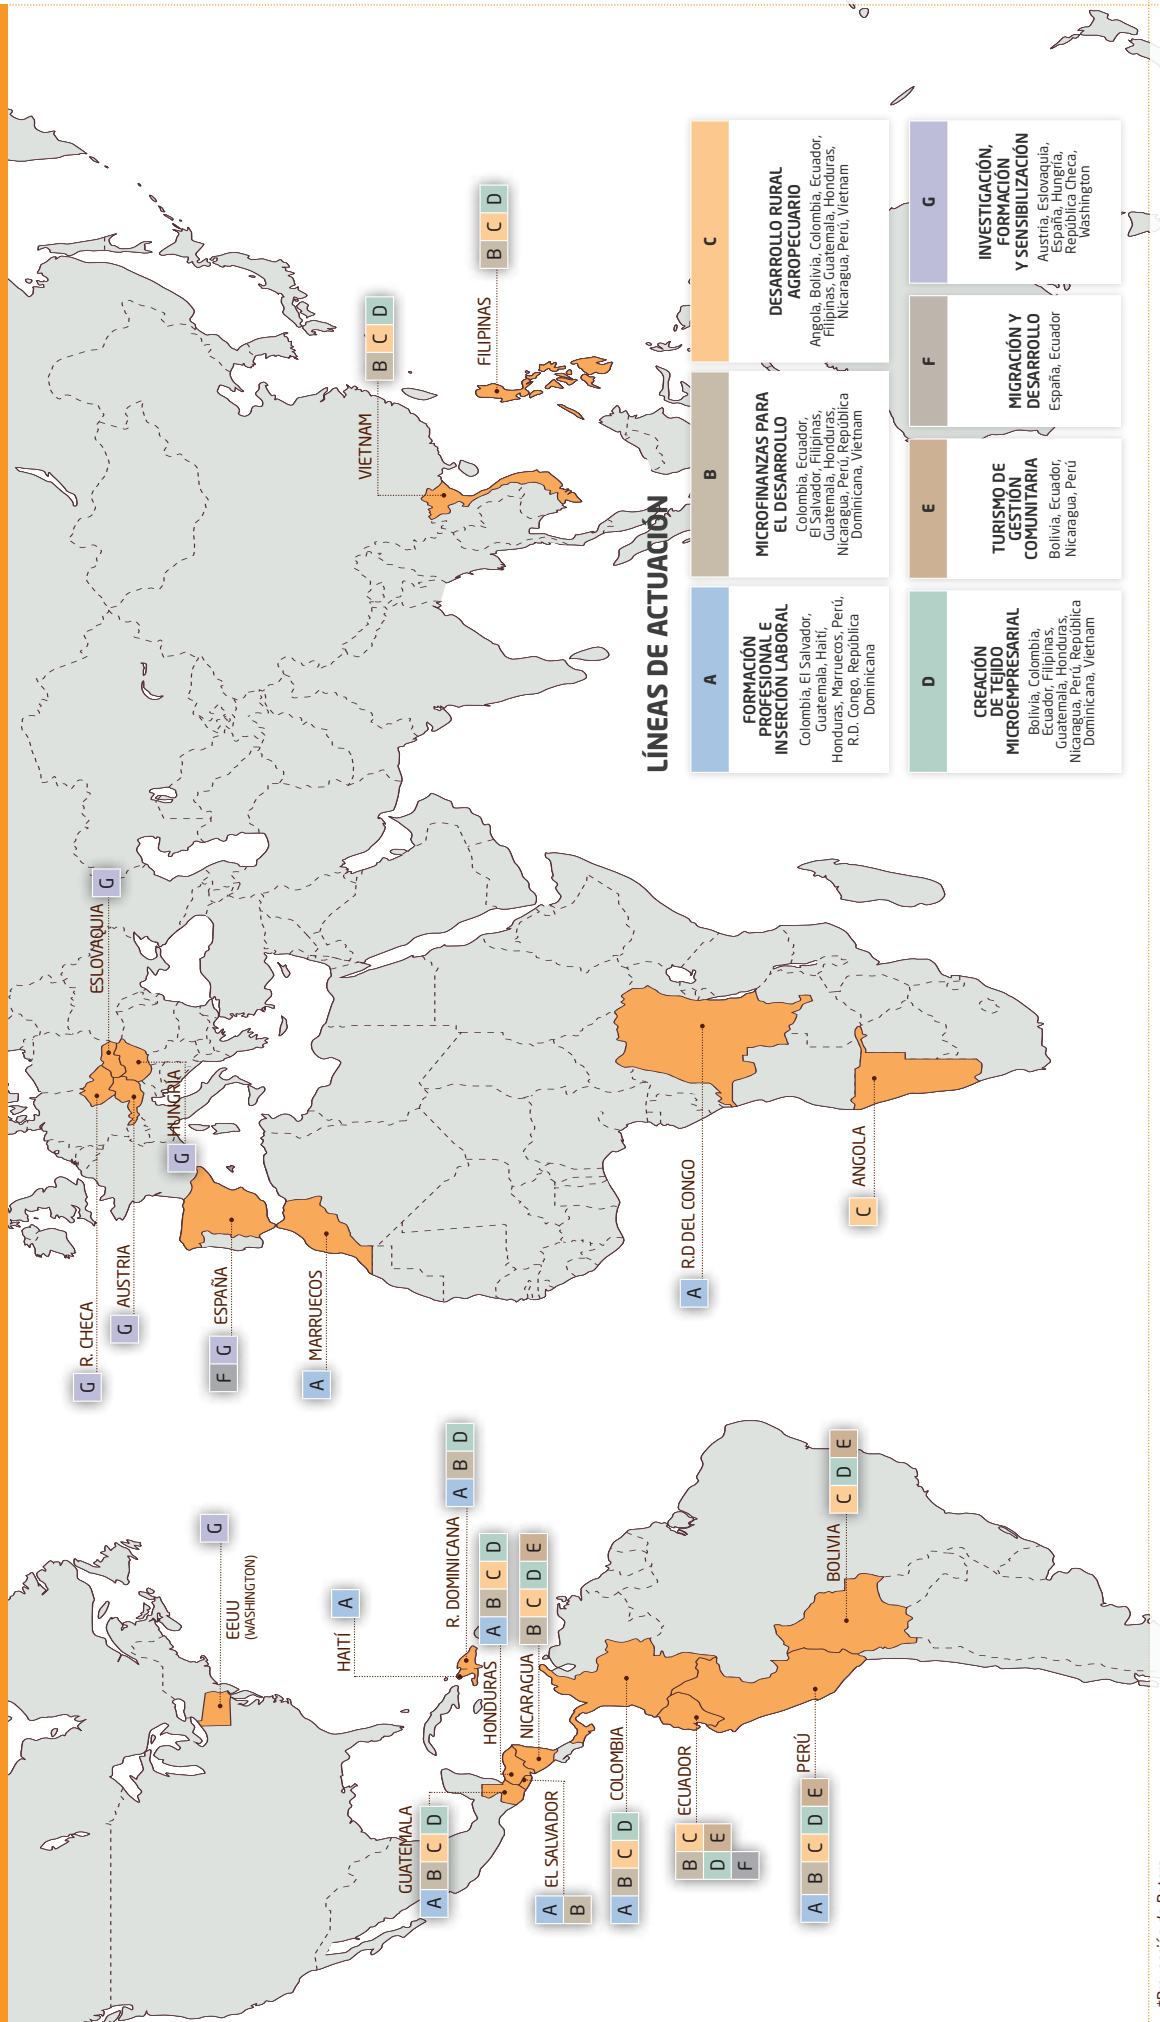 EEUU
(WASHINGTON)
G
HAITÍ
A
R. DOMINICANA
A B D
HONDURAS
A B C D
NICARAGUA
B C D E
GUATEMALA
A B C D
EL SALVADOR
A
B
COLOMBIA
A B C D
ECUADOR
B C
D E
F
PERÚ
A B C D E
BOLIVIA
C D E
G
R. CHECA
G
AUSTRIA
F G
ESPAÑA
A
MARRUECOS
G
HUNGRÍA
ESLOVAQUIA
G
A
R.D DEL CONGO
C
ANGOLA
VIETNAM
B C D
FILIPINAS
B C D
LÍNEAS DE ACTUACIÓN
A
FORMACIÓN
PROFESIONAL E
INSERCIÓN LABORAL
Colombia, El Salvador,
Guatemala, Haití,
Honduras, Marruecos, Perú,
R.D. Congo, República
Dominicana
B
MICROFINANZAS PARA
EL DESARROLLO
Colombia, Ecuador,
El Salvador, Filipinas,
Guatemala, Honduras,
Nicaragua, Perú, República
Dominicana, Vietnam
C
DESARROLLO RURAL
AGROPECUARIO
Angola, Bolivia, Colombia, Ecuador,
Filipinas, Guatemala, Honduras,
Nicaragua, Perú, Vietnam
D
CREACIÓN
DE TEJIDO
MICROEMPRESARIAL
Bolivia, Colombia,
Ecuador, Filipinas,
Guatemala, Honduras,
Nicaragua, Perú, República
Dominicana, Vietnam
E
TURISMO DE
GESTIÓN
COMUNITARIA
Bolivia, Ecuador,
Nicaragua, Perú
F
MIGRACIÓN Y
DESARROLLO
España, Ecuador
G
INVESTIGACIÓN,
FORMACIÓN
Y SENSIBILIZACIÓN
Austria, Eslovaquia,
España, Hungría,
República Checa,
Washington